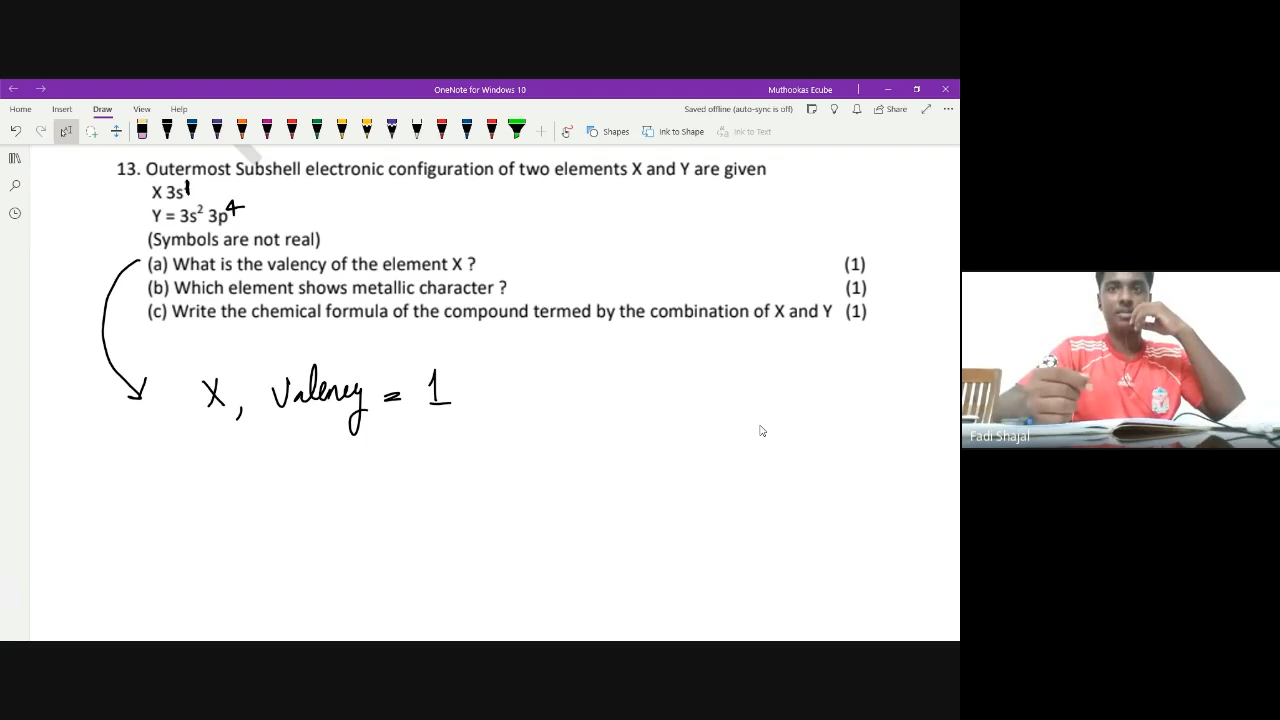 OneNote for Windows 10
Muthookas Ecube
Home Insert Draw View Help
Saved offline (auto-sync is off)
Share
Shapes
Ink to Shape
Ink to Text
13. Outermost Subshell electronic configuration of two elements X and Y are given
X 3s¹
Y = 3s² 3p⁴
(Symbols are not real)
(a) What is the valency of the element X ? (1)
(b) Which element shows metallic character ? (1)
(c) Write the chemical formula of the compound termed by the combination of X and Y (1)
X, valency = 1
Fadi Shajal